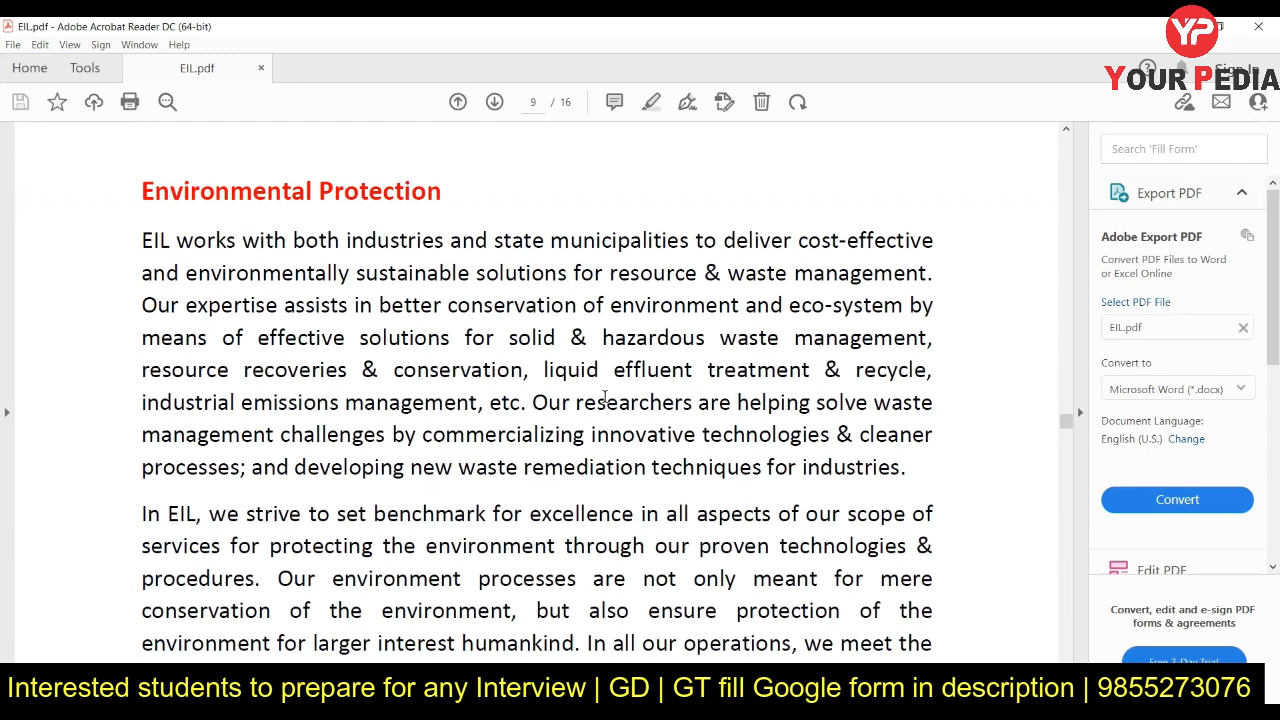 EIL.pdf - Adobe Acrobat Reader DC (64-bit)
File Edit View Sign Window Help
Home Tools EIL.pdf
YP
YOUR PEDIA
9 / 16
Environmental Protection
EIL works with both industries and state municipalities to deliver cost-effective
and environmentally sustainable solutions for resource & waste management.
Our expertise assists in better conservation of environment and eco-system by
means of effective solutions for solid & hazardous waste management,
resource recoveries & conservation, liquid effluent treatment & recycle,
industrial emissions management, etc. Our researchers are helping solve waste
management challenges by commercializing innovative technologies & cleaner
processes; and developing new waste remediation techniques for industries.
In EIL, we strive to set benchmark for excellence in all aspects of our scope of
services for protecting the environment through our proven technologies &
procedures. Our environment processes are not only meant for mere
conservation of the environment, but also ensure protection of the
environment for larger interest humankind. In all our operations, we meet the
Search 'Fill Form'
Export PDF
Adobe Export PDF
Convert PDF Files to Word
or Excel Online
Select PDF File
EIL.pdf
Convert to
Microsoft Word (*.docx)
Document Language:
English (U.S.) Change
Convert
Edit PDF
Convert, edit and e-sign PDF
forms & agreements
Free 7-Day Trial
Interested students to prepare for any Interview | GD | GT fill Google form in description | 9855273076